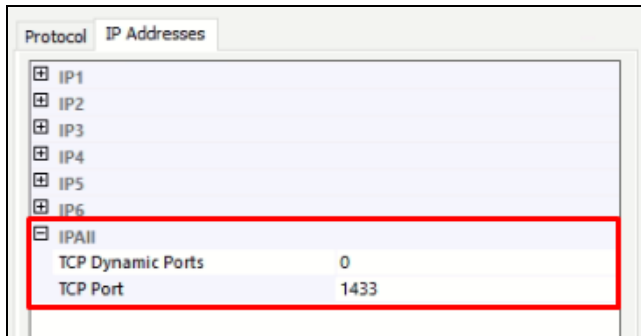 Protocol IP Addresses
IP1
IP2
IP3
IP4
IP5
IP6
IPAll
TCP Dynamic Ports 0
TCP Port 1433